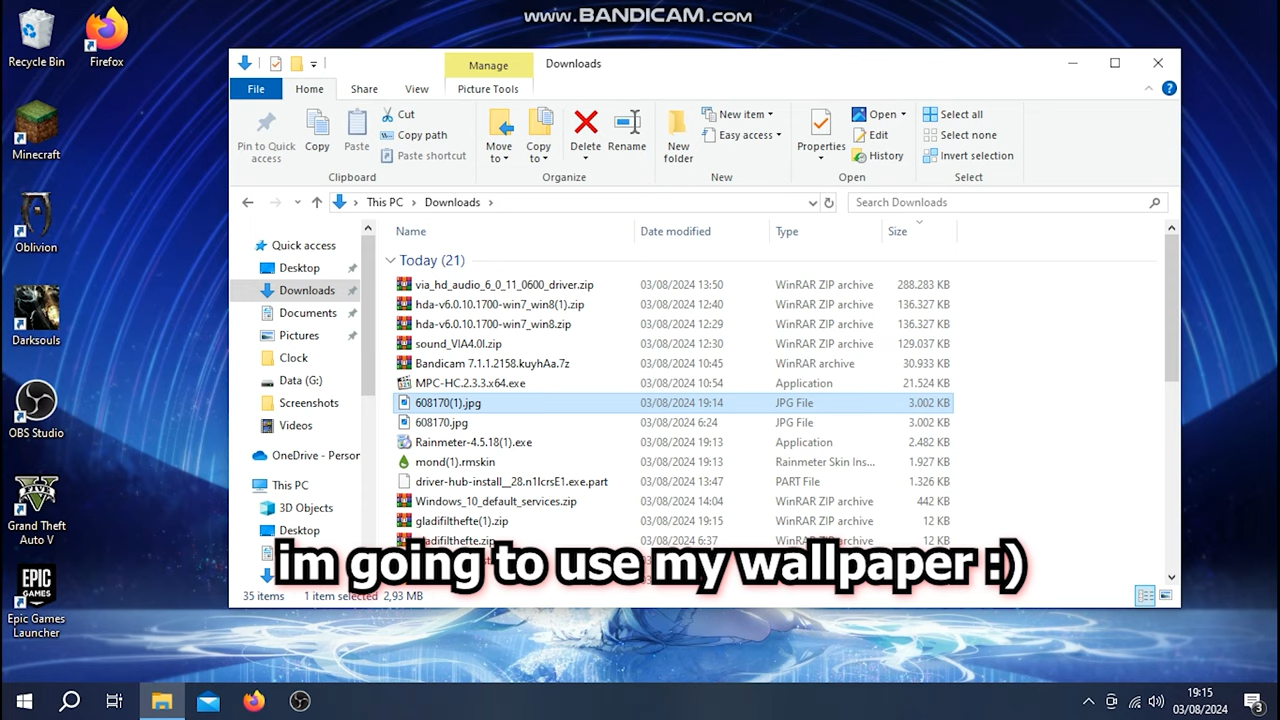 www.BANDICAM.com
Recycle Bin
Firefox
Minecraft
Oblivion
Darksouls
OBS Studio
Grand Theft
Auto V
EPIC
GAMES
Epic Games
Launcher
Manage
Downloads
File
Home
Share
View
Picture Tools
Pin to Quick
access
Copy
Paste
Cut
Copy path
Paste shortcut
Clipboard
Move
to
Copy
to
Delete
Rename
Organize
New
folder
New item
Easy access
New
Properties
Open
Edit
History
Open
Select all
Select none
Invert selection
Select
This PC > Downloads >
Search Downloads
Quick access
Desktop
Downloads
Documents
Pictures
Clock
Data (G:)
Screenshots
Videos
OneDrive - Person
This PC
3D Objects
Desktop
Name Date modified Type Size
Today (21)
via_hd_audio_6_0_11_0600_driver.zip 03/08/2024 13:50 WinRAR ZIP archive 288.283 KB
hda-v6.0.10.1700-win7_win8(1).zip 03/08/2024 12:40 WinRAR ZIP archive 136.327 KB
hda-v6.0.10.1700-win7_win8.zip 03/08/2024 12:29 WinRAR ZIP archive 136.327 KB
sound_VIA4.0l.zip 03/08/2024 12:30 WinRAR ZIP archive 129.037 KB
Bandicam 7.1.1.2158.kuyhAa.7z 03/08/2024 10:45 WinRAR archive 30.933 KB
MPC-HC.2.3.3.x64.exe 03/08/2024 10:54 Application 21.524 KB
608170(1).jpg 03/08/2024 19:14 JPG File 3.002 KB
608170.jpg 03/08/2024 6:24 JPG File 3.002 KB
Rainmeter-4.5.18(1).exe 03/08/2024 19:13 Application 2.482 KB
mond(1).rmskin 03/08/2024 19:13 Rainmeter Skin Ins... 1.927 KB
driver-hub-install__28.n1lcrsE1.exe.part 03/08/2024 13:47 PART File 1.326 KB
Windows_10_default_services.zip 03/08/2024 14:04 WinRAR ZIP archive 442 KB
gladifilthefte(1).zip 03/08/2024 19:15 WinRAR ZIP archive 12 KB
gladifilthefte.zip 03/08/2024 6:37 WinRAR ZIP archive 12 KB
im going to use my wallpaper :)
35 items 1 item selected 2,93 MB
19:15
03/08/2024
3